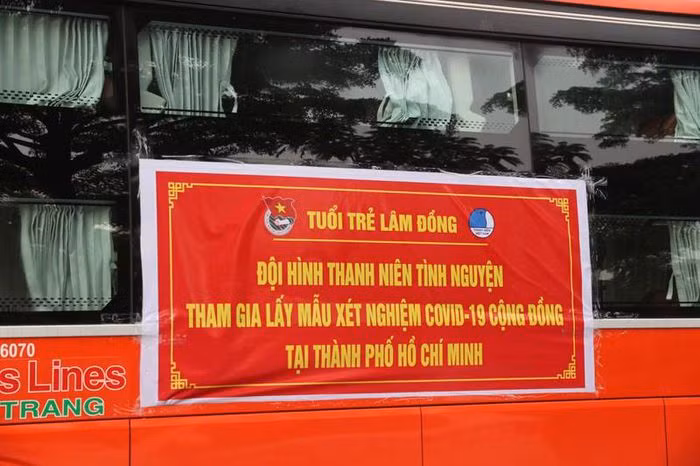 TUỔI TRẺ LÂM ĐỒNG
ĐỘI HÌNH THANH NIÊN TÌNH NGUYỆN
THAM GIA LẤY MẪU XÉT NGHIỆM COVID-19 CỘNG ĐỒNG
TẠI THÀNH PHỐ HỒ CHÍ MINH
6070
s Lines
TRANG